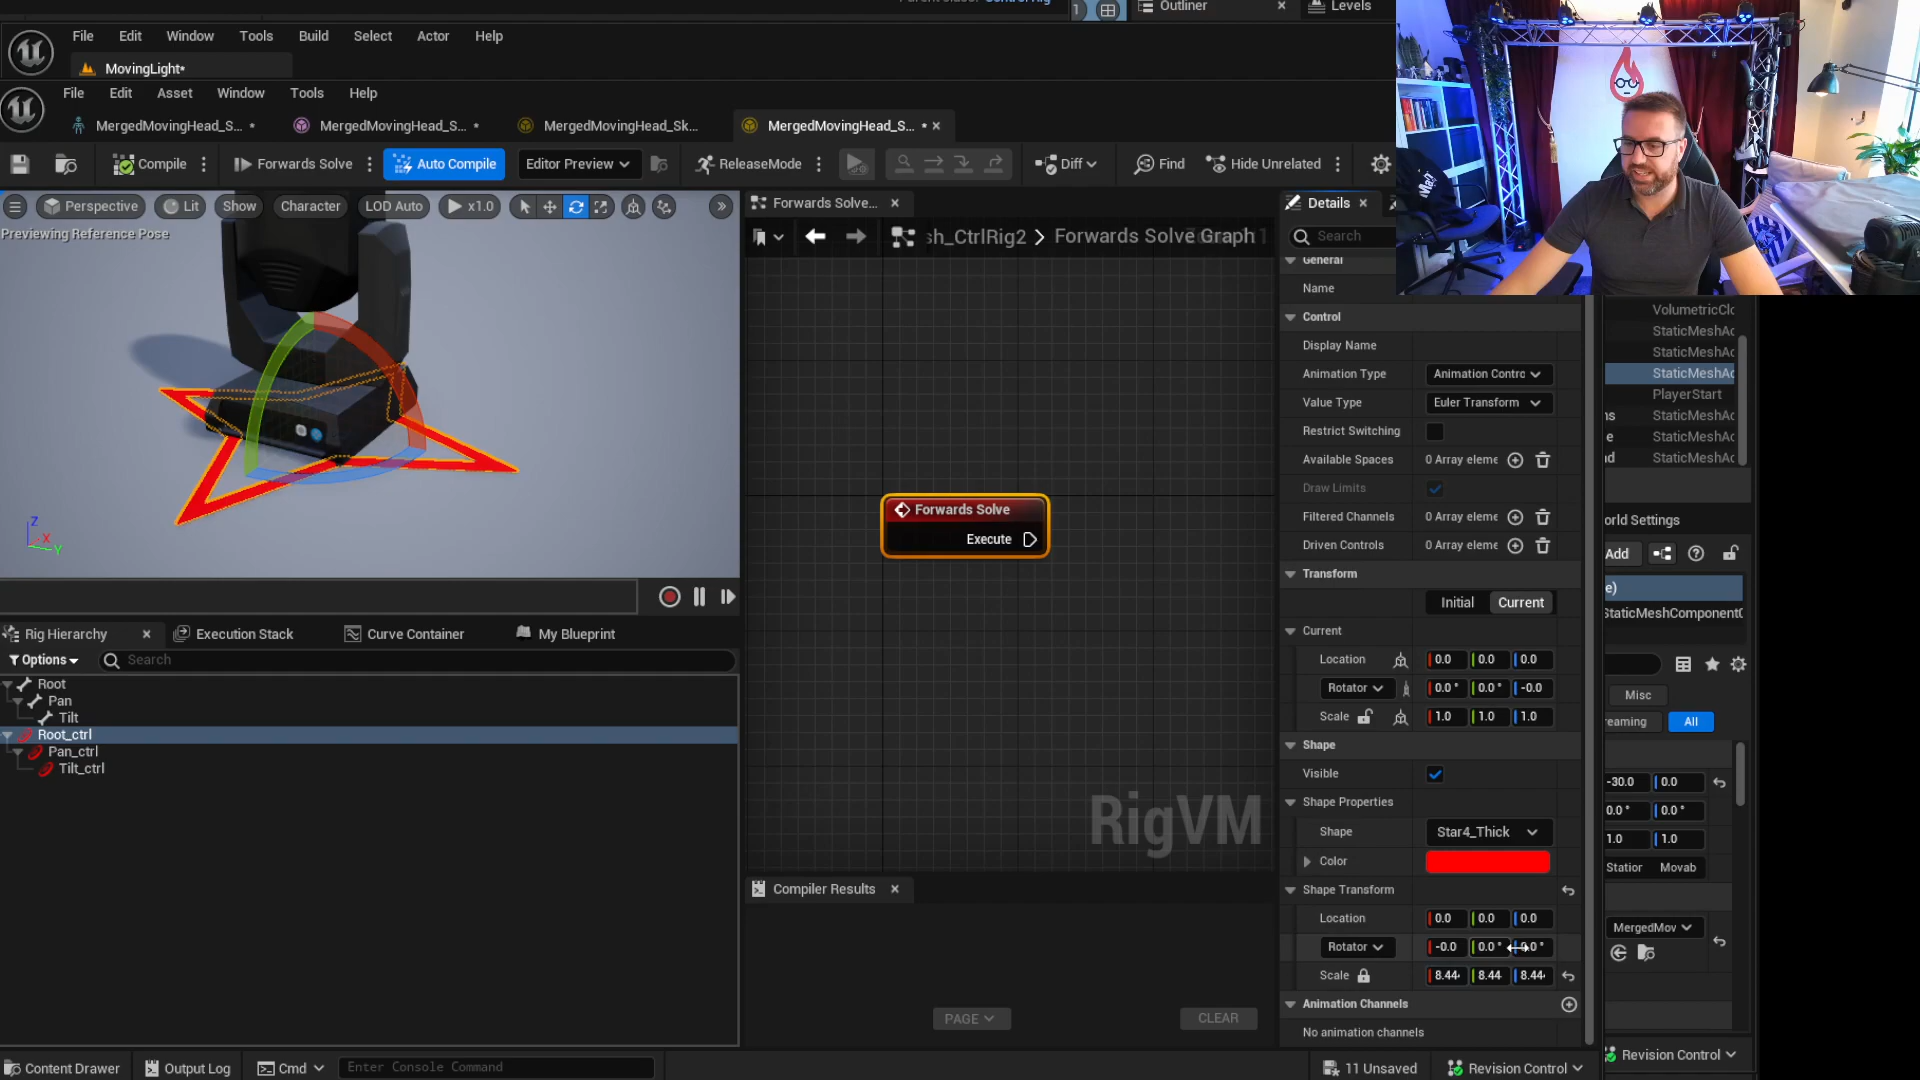 Outliner
Levels
File Edit Window Tools Build Select Actor Help
MovingLight*
File Edit Asset Window Tools Help
MergedMovingHead_S... •
MergedMovingHead_S... •
MergedMovingHead_Sk...
MergedMovingHead_S... •
Compile
Forwards Solve
Auto Compile
Editor Preview
ReleaseMode
Diff
Find
Hide Unrelated
Perspective
Lit
Show
Character
LOD Auto
x1.0
Previewing Reference Pose
Z
X
Y
Forwards Solve...
sh_CtrlRig2 > Forwards Solve Graph
Forwards Solve
Execute
RigVM
Rig Hierarchy
Execution Stack
Curve Container
My Blueprint
Options
Search
Root
Pan
Tilt
Root_ctrl
Pan_ctrl
Tilt_ctrl
Compiler Results
PAGE
CLEAR
Details
Search
General
Name
Control
Display Name
Animation Type Animation Contrc
Value Type Euler Transform
Restrict Switching
Available Spaces 0 Array eleme
Draw Limits
Filtered Channels 0 Array eleme
Driven Controls 0 Array eleme
Transform
Initial Current
Current
Location 0.0 0.0 0.0
Rotator 0.0 ° 0.0 ° -0.0
Scale 1.0 1.0 1.0
Shape
Visible
Shape Properties
Shape Star4_Thick
Color
Shape Transform
Location 0.0 0.0 0.0
Rotator -0.0 0.0 °
Scale 8.44 8.44 8.44
Animation Channels
No animation channels
VolumetricClc
StaticMeshAc
StaticMeshAc
StaticMeshAc
PlayerStart
StaticMeshAc
StaticMeshAc
StaticMeshAc
orld Settings
Add
e)
StaticMeshComponent0
Misc
reaming
All
-30.0 0.0
0.0 ° 0.0 °
1.0 1.0
Statior Movab
MergedMov
Revision Control
Content Drawer
Output Log
Cmd
Enter Console Command
11 Unsaved
Revision Control